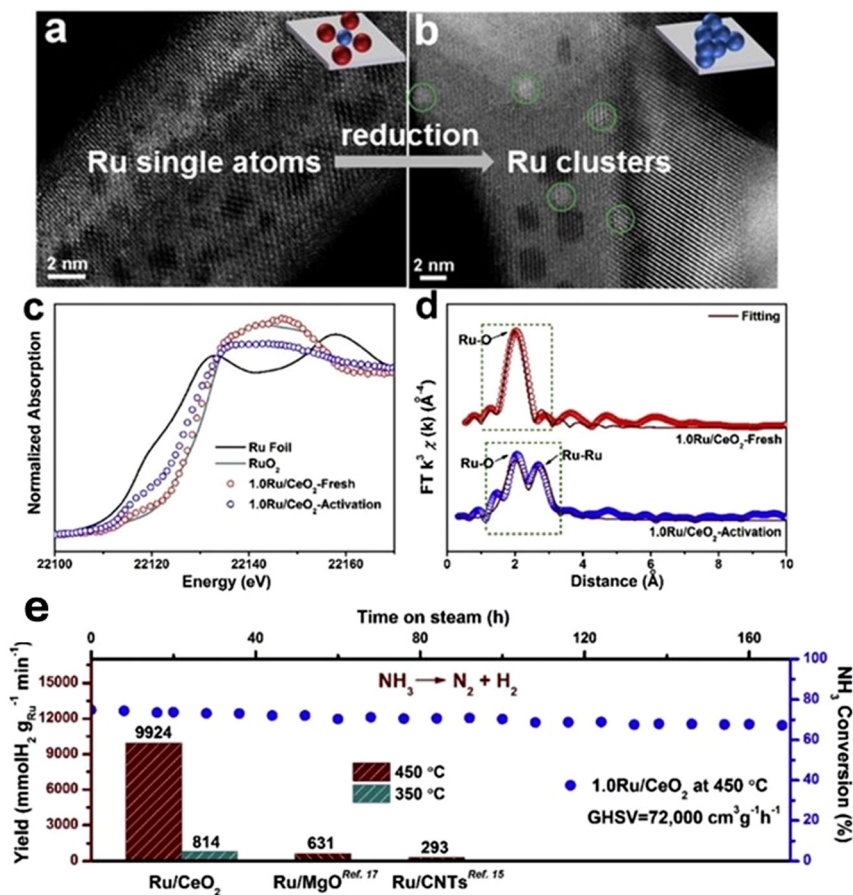 a
b
Ru single atoms
reduction
Ru clusters
2 nm
2 nm
c
d
Normalized Absorption
Ru Foil
RuO2
1.0Ru/CeO2-Fresh
1.0Ru/CeO2-Activation
22100 22120 22140 22160
Energy (eV)
FT k³ χ (k) (Å⁻⁴)
Fitting
Ru-O
1.0Ru/CeO2-Fresh
Ru-O
Ru-Ru
1.0Ru/CeO2-Activation
0 2 4 6 8 10
Distance (Å)
e
Time on steam (h)
0 40 80 120 160
Yield (mmolH2 gRu⁻¹ min⁻¹)
15000
12000
9000
6000
3000
0
NH3 → N2 + H2
9924
814
631
293
450 °C
350 °C
1.0Ru/CeO2 at 450 °C
GHSV=72,000 cm³g⁻¹h⁻¹
100
80
60
40
20
0
NH3 Conversion (%)
Ru/CeO2 Ru/MgO Ref. 17 Ru/CNTs Ref. 15